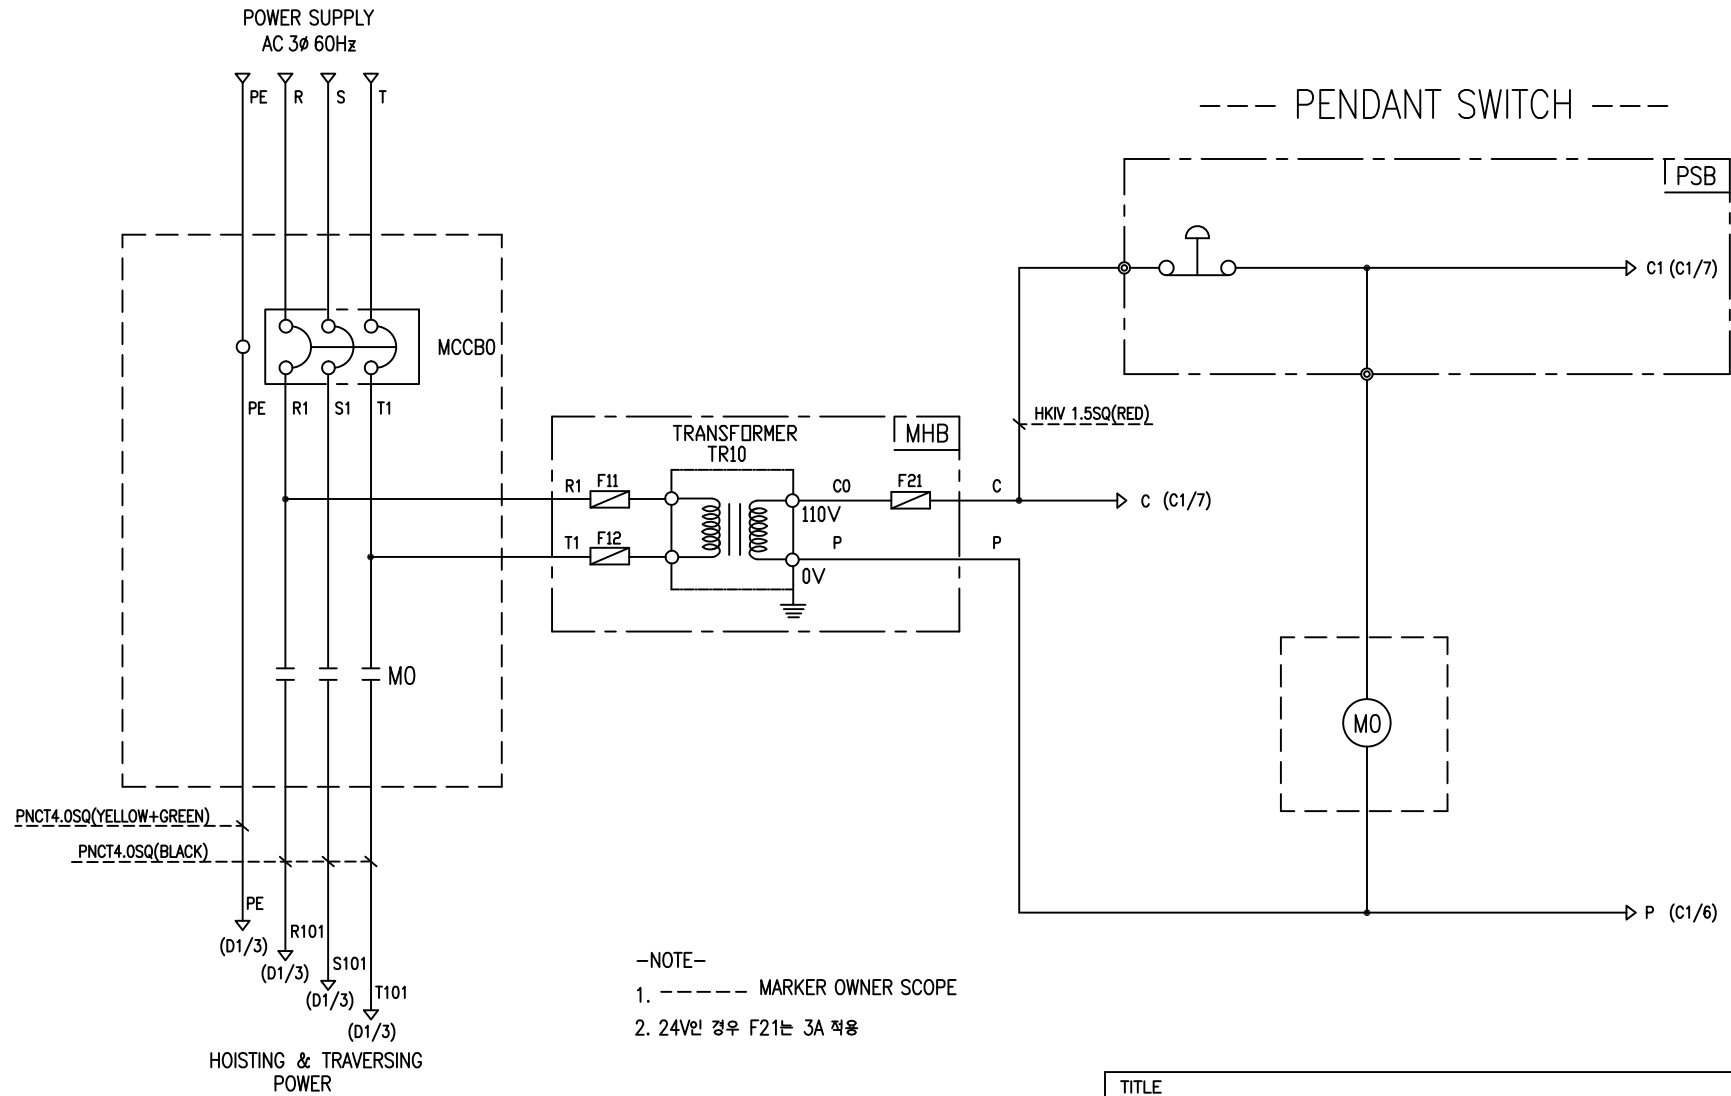 POWER SUPPLY
AC 3ø 60Hz
PE R S T
--- PENDANT SWITCH ---
PSB
C1 (C1/7)
MCCB0
PE R1 S1 T1
HKIV 1.5SQ(RED)
TRANSFORMER
TR10
MHB
R1 F11 C0 F21 C
110V
C (C1/7)
T1 F12 P P
0V
M0
M0
PNCT4.0SQ(YELLOW+GREEN)
PNCT4.0SQ(BLACK)
PE
(D1/3)
R101
(D1/3)
S101
(D1/3)
T101
(D1/3)
P (C1/6)
HOISTING & TRAVERSING
POWER
-NOTE-
1. ------ MARKER OWNER SCOPE
2. 24V인 경우 F21는 3A 적용
TITLE